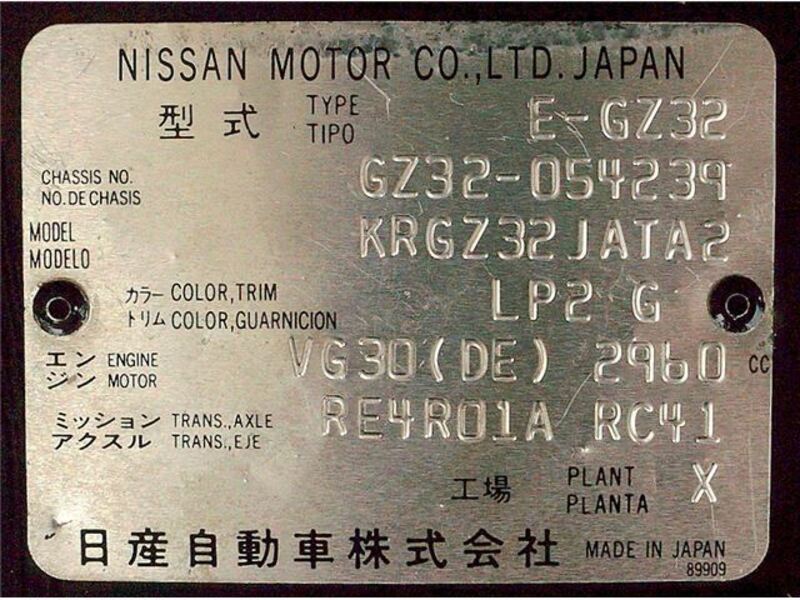 NISSAN MOTOR CO.,LTD. JAPAN
型式 TYPE TIPO E-GZ32
CHASSIS NO. NO. DE CHASIS GZ32-054239
MODEL MODELO KRGZ32JATA2
カラー COLOR,TRIM LP2 G
トリム COLOR,GUARNICION
エン ENGINE VG30(DE) 2960 CC
ジン MOTOR
ミッション TRANS.,AXLE RE4R01A RC41
アクスル TRANS.,EJE
工場 PLANT PLANTA X
日産自動車株式会社 MADE IN JAPAN
89909